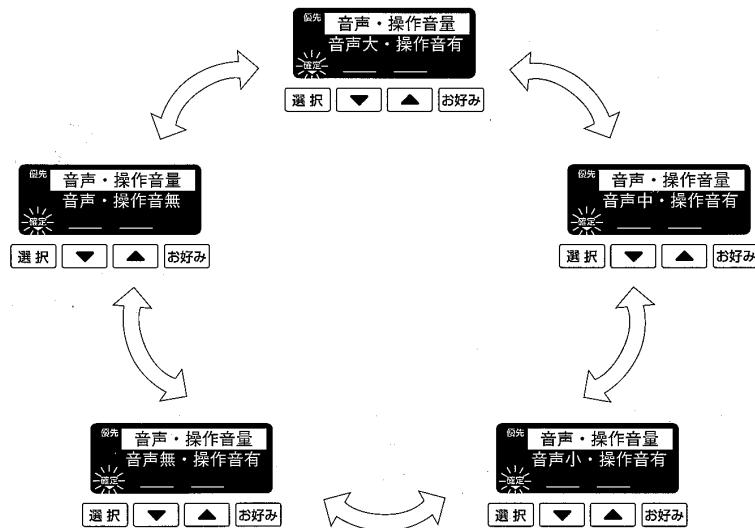 優先 音声・操作音量
音声大・操作音有
確定
選択 ▼ ▲ お好み
優先 音声・操作音量
音声・操作音無
確定
選択 ▼ ▲ お好み
優先 音声・操作音量
音声中・操作音有
確定
選択 ▼ ▲ お好み
優先 音声・操作音量
音声無・操作音有
確定
選択 ▼ ▲ お好み
優先 音声・操作音量
音声小・操作音有
確定
選択 ▼ ▲ お好み